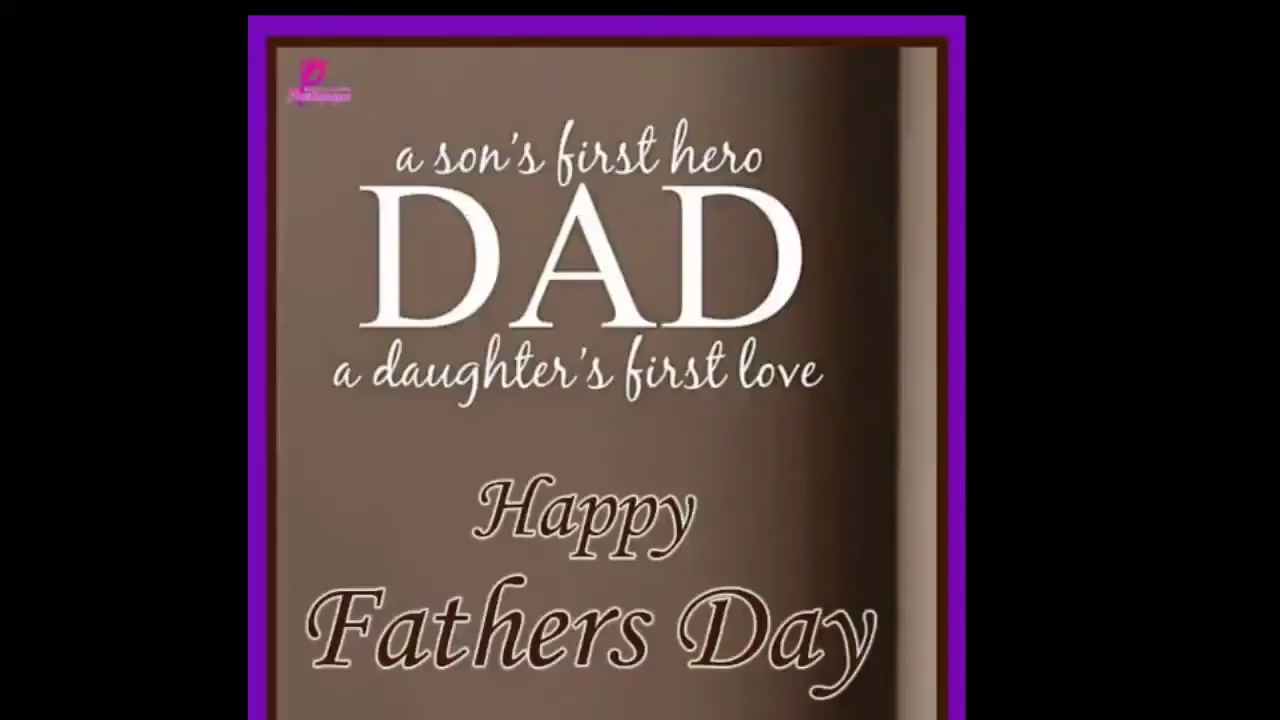 a son's first hero
DAD
a daughter's first love
Happy
Fathers Day